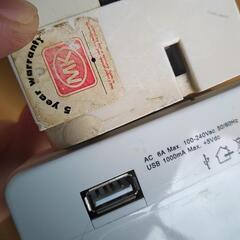 5 year warranty
MK
AC 6A Max. 100-240Vac 50/60Hz
USB 1000mA Max. +5Vdc